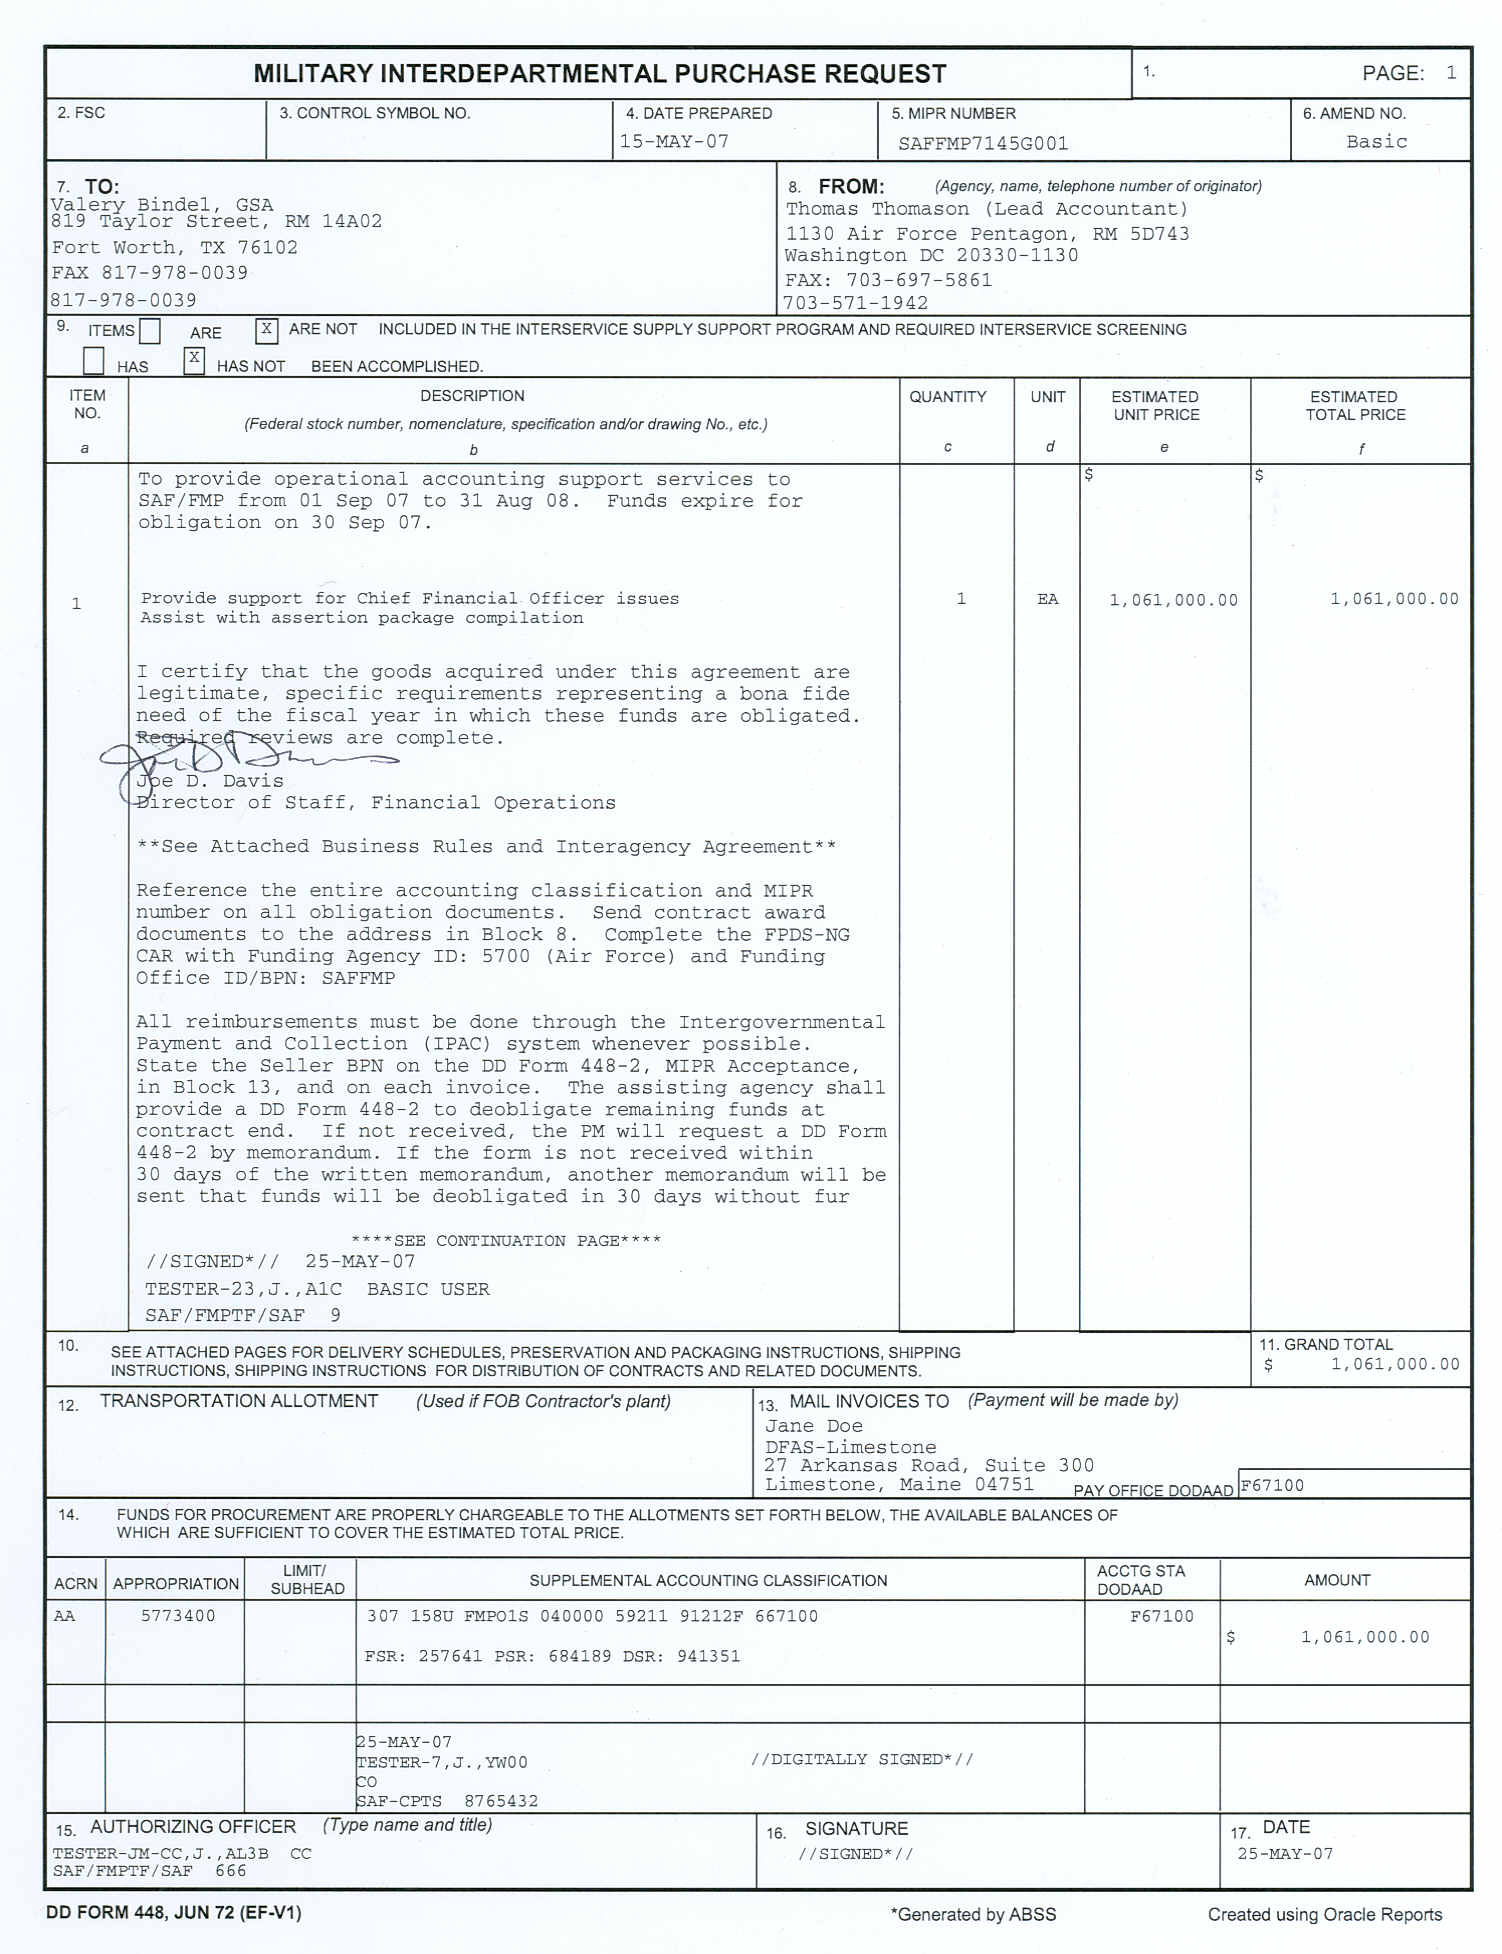 MILITARY INTERDEPARTMENTAL PURCHASE REQUEST
1.
PAGE: 1
2. FSC
3. CONTROL SYMBOL NO.
4. DATE PREPARED
15-MAY-07
5. MIPR NUMBER
SAFFMP7145G001
6. AMEND NO.
Basic
7. TO:
Valery Bindel, GSA
819 Taylor Street, RM 14A02
Fort Worth, TX 76102
FAX 817-978-0039
817-978-0039
8. FROM: (Agency, name, telephone number of originator)
Thomas Thomason (Lead Accountant)
1130 Air Force Pentagon, RM 5D743
Washington DC 20330-1130
FAX: 703-697-5861
703-571-1942
9. ITEMS ARE X ARE NOT INCLUDED IN THE INTERSERVICE SUPPLY SUPPORT PROGRAM AND REQUIRED INTERSERVICE SCREENING
HAS X HAS NOT BEEN ACCOMPLISHED.
ITEM
NO.
a
DESCRIPTION
(Federal stock number, nomenclature, specification and/or drawing No., etc.)
b
QUANTITY
c
UNIT
d
ESTIMATED
UNIT PRICE
e
ESTIMATED
TOTAL PRICE
f
$ $
To provide operational accounting support services to
SAF/FMP from 01 Sep 07 to 31 Aug 08. Funds expire for
obligation on 30 Sep 07.
1 Provide support for Chief Financial Officer issues 1 EA 1,061,000.00 1,061,000.00
Assist with assertion package compilation
I certify that the goods acquired under this agreement are
legitimate, specific requirements representing a bona fide
need of the fiscal year in which these funds are obligated.
Required reviews are complete.
Joe D. Davis
Director of Staff, Financial Operations
**See Attached Business Rules and Interagency Agreement**
Reference the entire accounting classification and MIPR
number on all obligation documents. Send contract award
documents to the address in Block 8. Complete the FPDS-NG
CAR with Funding Agency ID: 5700 (Air Force) and Funding
Office ID/BPN: SAFFMP
All reimbursements must be done through the Intergovernmental
Payment and Collection (IPAC) system whenever possible.
State the Seller BPN on the DD Form 448-2, MIPR Acceptance,
in Block 13, and on each invoice. The assisting agency shall
provide a DD Form 448-2 to deobligate remaining funds at
contract end. If not received, the PM will request a DD Form
448-2 by memorandum. If the form is not received within
30 days of the written memorandum, another memorandum will be
sent that funds will be deobligated in 30 days without fur
****SEE CONTINUATION PAGE****
//SIGNED*// 25-MAY-07
TESTER-23,J.,A1C BASIC USER
SAF/FMPTF/SAF 9
10. SEE ATTACHED PAGES FOR DELIVERY SCHEDULES, PRESERVATION AND PACKAGING INSTRUCTIONS, SHIPPING
INSTRUCTIONS, SHIPPING INSTRUCTIONS FOR DISTRIBUTION OF CONTRACTS AND RELATED DOCUMENTS.
11. GRAND TOTAL
$ 1,061,000.00
12. TRANSPORTATION ALLOTMENT (Used if FOB Contractor's plant)
13. MAIL INVOICES TO (Payment will be made by)
Jane Doe
DFAS-Limestone
27 Arkansas Road, Suite 300
Limestone, Maine 04751
PAY OFFICE DODAAD F67100
14. FUNDS FOR PROCUREMENT ARE PROPERLY CHARGEABLE TO THE ALLOTMENTS SET FORTH BELOW, THE AVAILABLE BALANCES OF
WHICH ARE SUFFICIENT TO COVER THE ESTIMATED TOTAL PRICE.
ACRN
APPROPRIATION
LIMIT/
SUBHEAD
SUPPLEMENTAL ACCOUNTING CLASSIFICATION
ACCTG STA
DODAAD
AMOUNT
AA 5773400 307 158U FMP01S 040000 59211 91212F 667100 F67100
$ 1,061,000.00
FSR: 257641 PSR: 684189 DSR: 941351
25-MAY-07
TESTER-7,J.,YW00 //DIGITALLY SIGNED*//
CO
SAF-CPTS 8765432
15. AUTHORIZING OFFICER (Type name and title)
TESTER-JM-CC,J.,AL3B CC
SAF/FMPTF/SAF 666
16. SIGNATURE
//SIGNED*//
17. DATE
25-MAY-07
DD FORM 448, JUN 72 (EF-V1)
*Generated by ABSS
Created using Oracle Reports